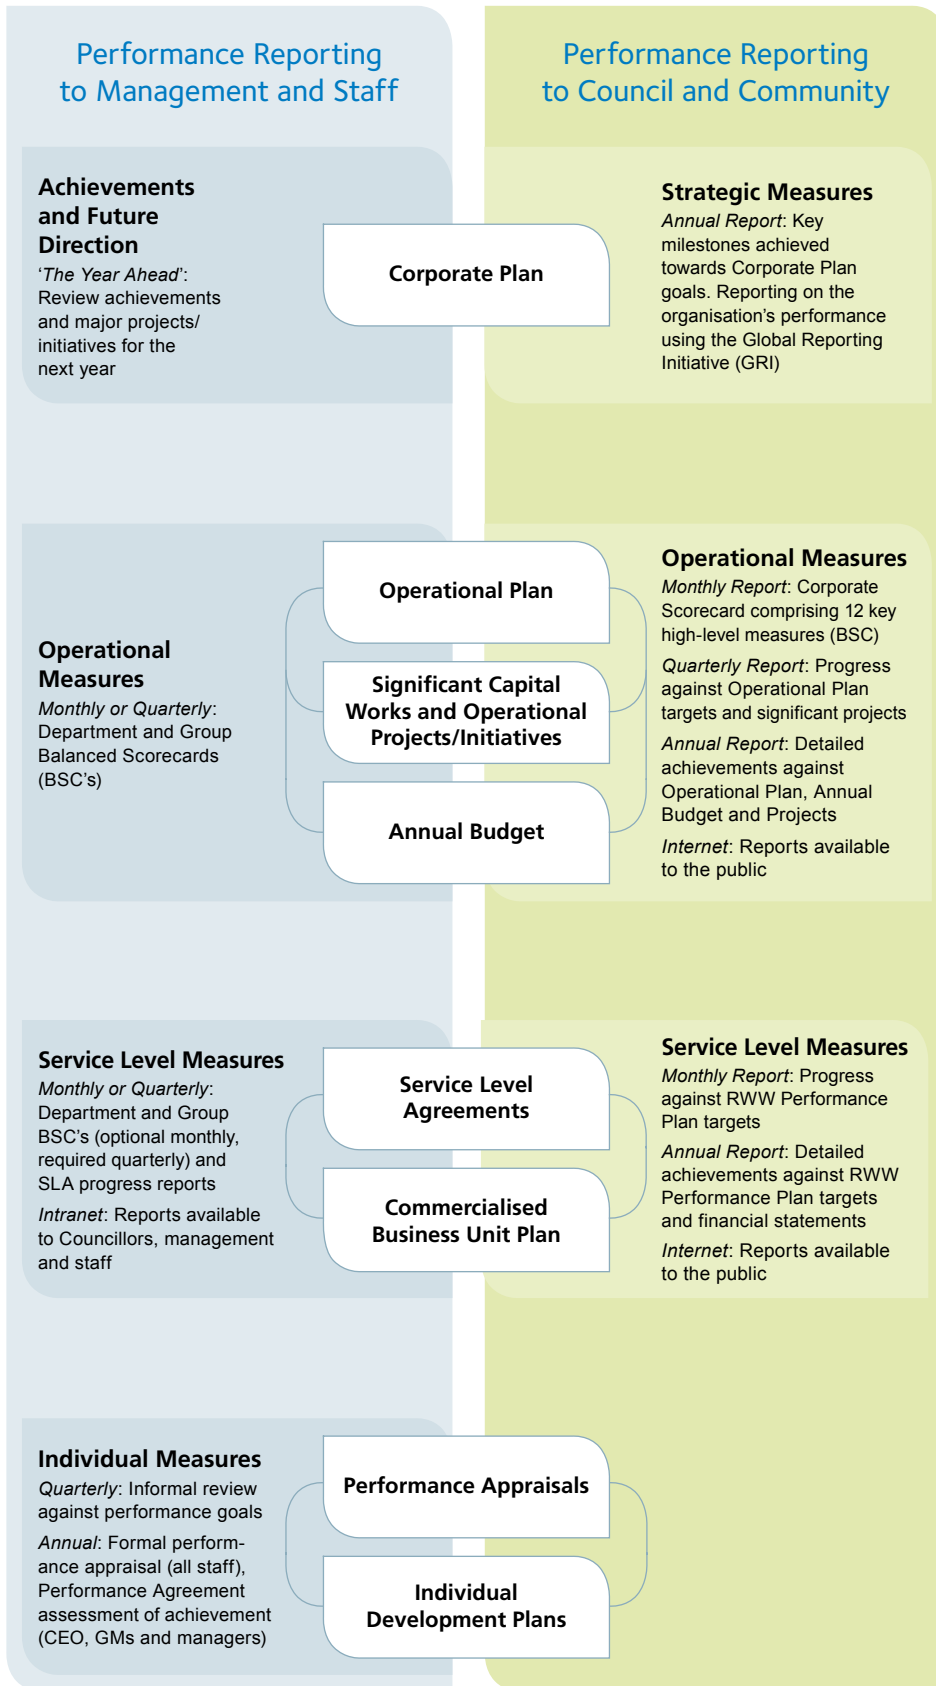 Performance Reporting
to Management and Staff
Performance Reporting
to Council and Community
Achievements
and Future
Direction
‘The Year Ahead’:
Review achievements
and major projects/
initiatives for the
next year
Corporate Plan
Strategic Measures
Annual Report: Key
milestones achieved
towards Corporate Plan
goals. Reporting on the
organisation’s performance
using the Global Reporting
Initiative (GRI)
Operational
Measures
Monthly or Quarterly:
Department and Group
Balanced Scorecards
(BSC’s)
Operational Plan
Significant Capital
Works and Operational
Projects/Initiatives
Annual Budget
Operational Measures
Monthly Report: Corporate
Scorecard comprising 12 key
high-level measures (BSC)
Quarterly Report: Progress
against Operational Plan
targets and significant projects
Annual Report: Detailed
achievements against
Operational Plan, Annual
Budget and Projects
Internet: Reports available
to the public
Service Level Measures
Monthly or Quarterly:
Department and Group
BSC’s (optional monthly,
required quarterly) and
SLA progress reports
Intranet: Reports available
to Councillors, management
and staff
Service Level
Agreements
Commercialised
Business Unit Plan
Service Level Measures
Monthly Report: Progress
against RWW Performance
Plan targets
Annual Report: Detailed
achievements against RWW
Performance Plan targets
and financial statements
Internet: Reports available
to the public
Individual Measures
Quarterly: Informal review
against performance goals
Annual: Formal perform-
ance appraisal (all staff),
Performance Agreement
assessment of achievement
(CEO, GMs and managers)
Performance Appraisals
Individual
Development Plans